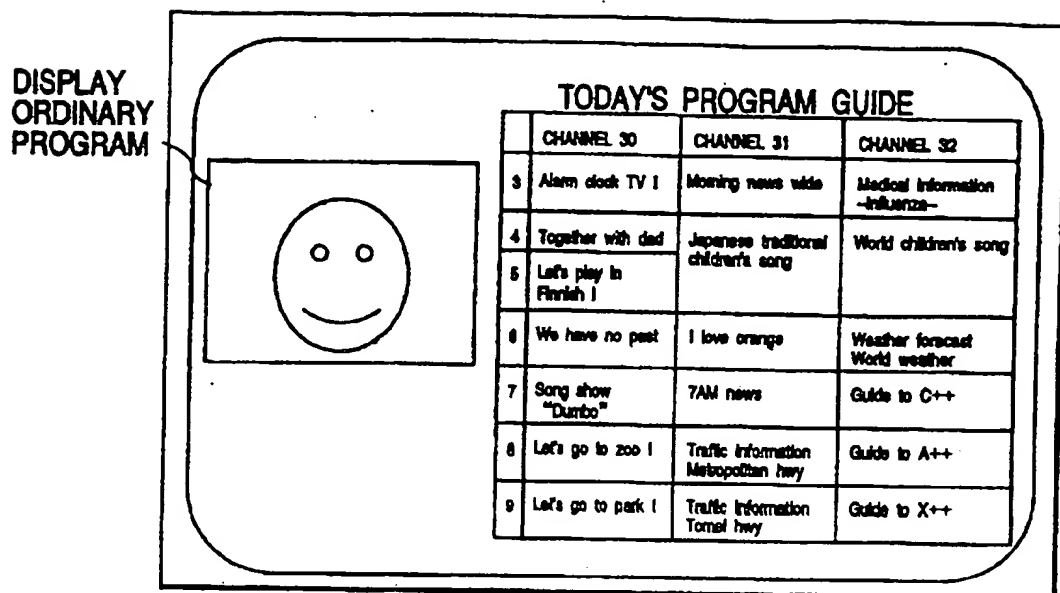 DISPLAY
ORDINARY
PROGRAM
TODAY'S PROGRAM GUIDE
CHANNEL 30 CHANNEL 31 CHANNEL 32
3 Alarm clock TV ! Morning news wide Medical information
-Influenza-
4 Together with dad Japanese traditional World children's song
children's song
5 Let's play in
Finnish !
6 We have no past I love orange Weather forecast
World weather
7 Song show 7AM news Guide to C++
"Dumbo"
8 Let's go to zoo ! Traffic information Guide to A++
Metropolitan hwy
9 Let's go to park ! Traffic information Guide to X++
Tomei hwy